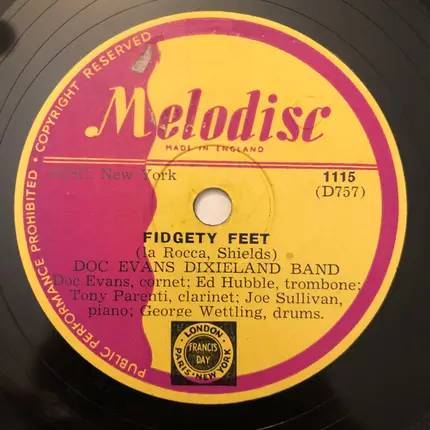 PUBLIC PERFORMANCE PROHIBITED · COPYRIGHT RESERVED
Melodisc
MADE IN ENGLAND
New York
1115
(D757)
FIDGETY FEET
(la Rocca, Shields)
DOC EVANS DIXIELAND BAND
Doc Evans, cornet; Ed Hubble, trombone;
Tony Parenti, clarinet; Joe Sullivan,
piano; George Wettling, drums.
· LONDON ·
FRANCIS
DAY
PARIS · NEW YORK